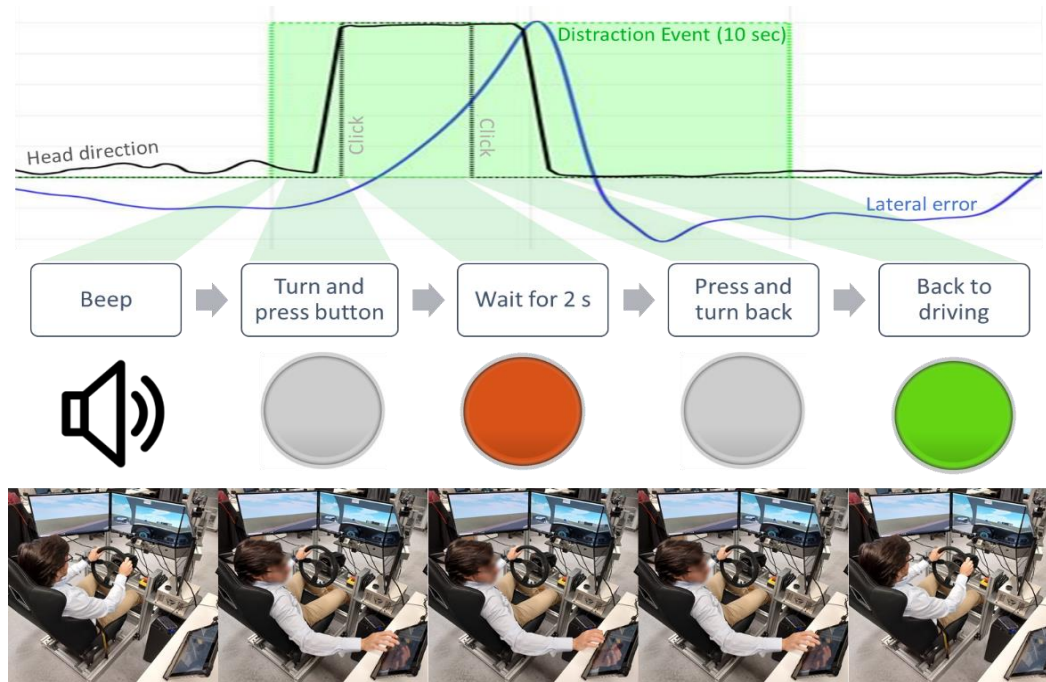 Distraction Event (10 sec)
Click
Click
Head direction
Lateral error
Beep
Turn and
press button
Wait for 2 s
Press and
turn back
Back to
driving